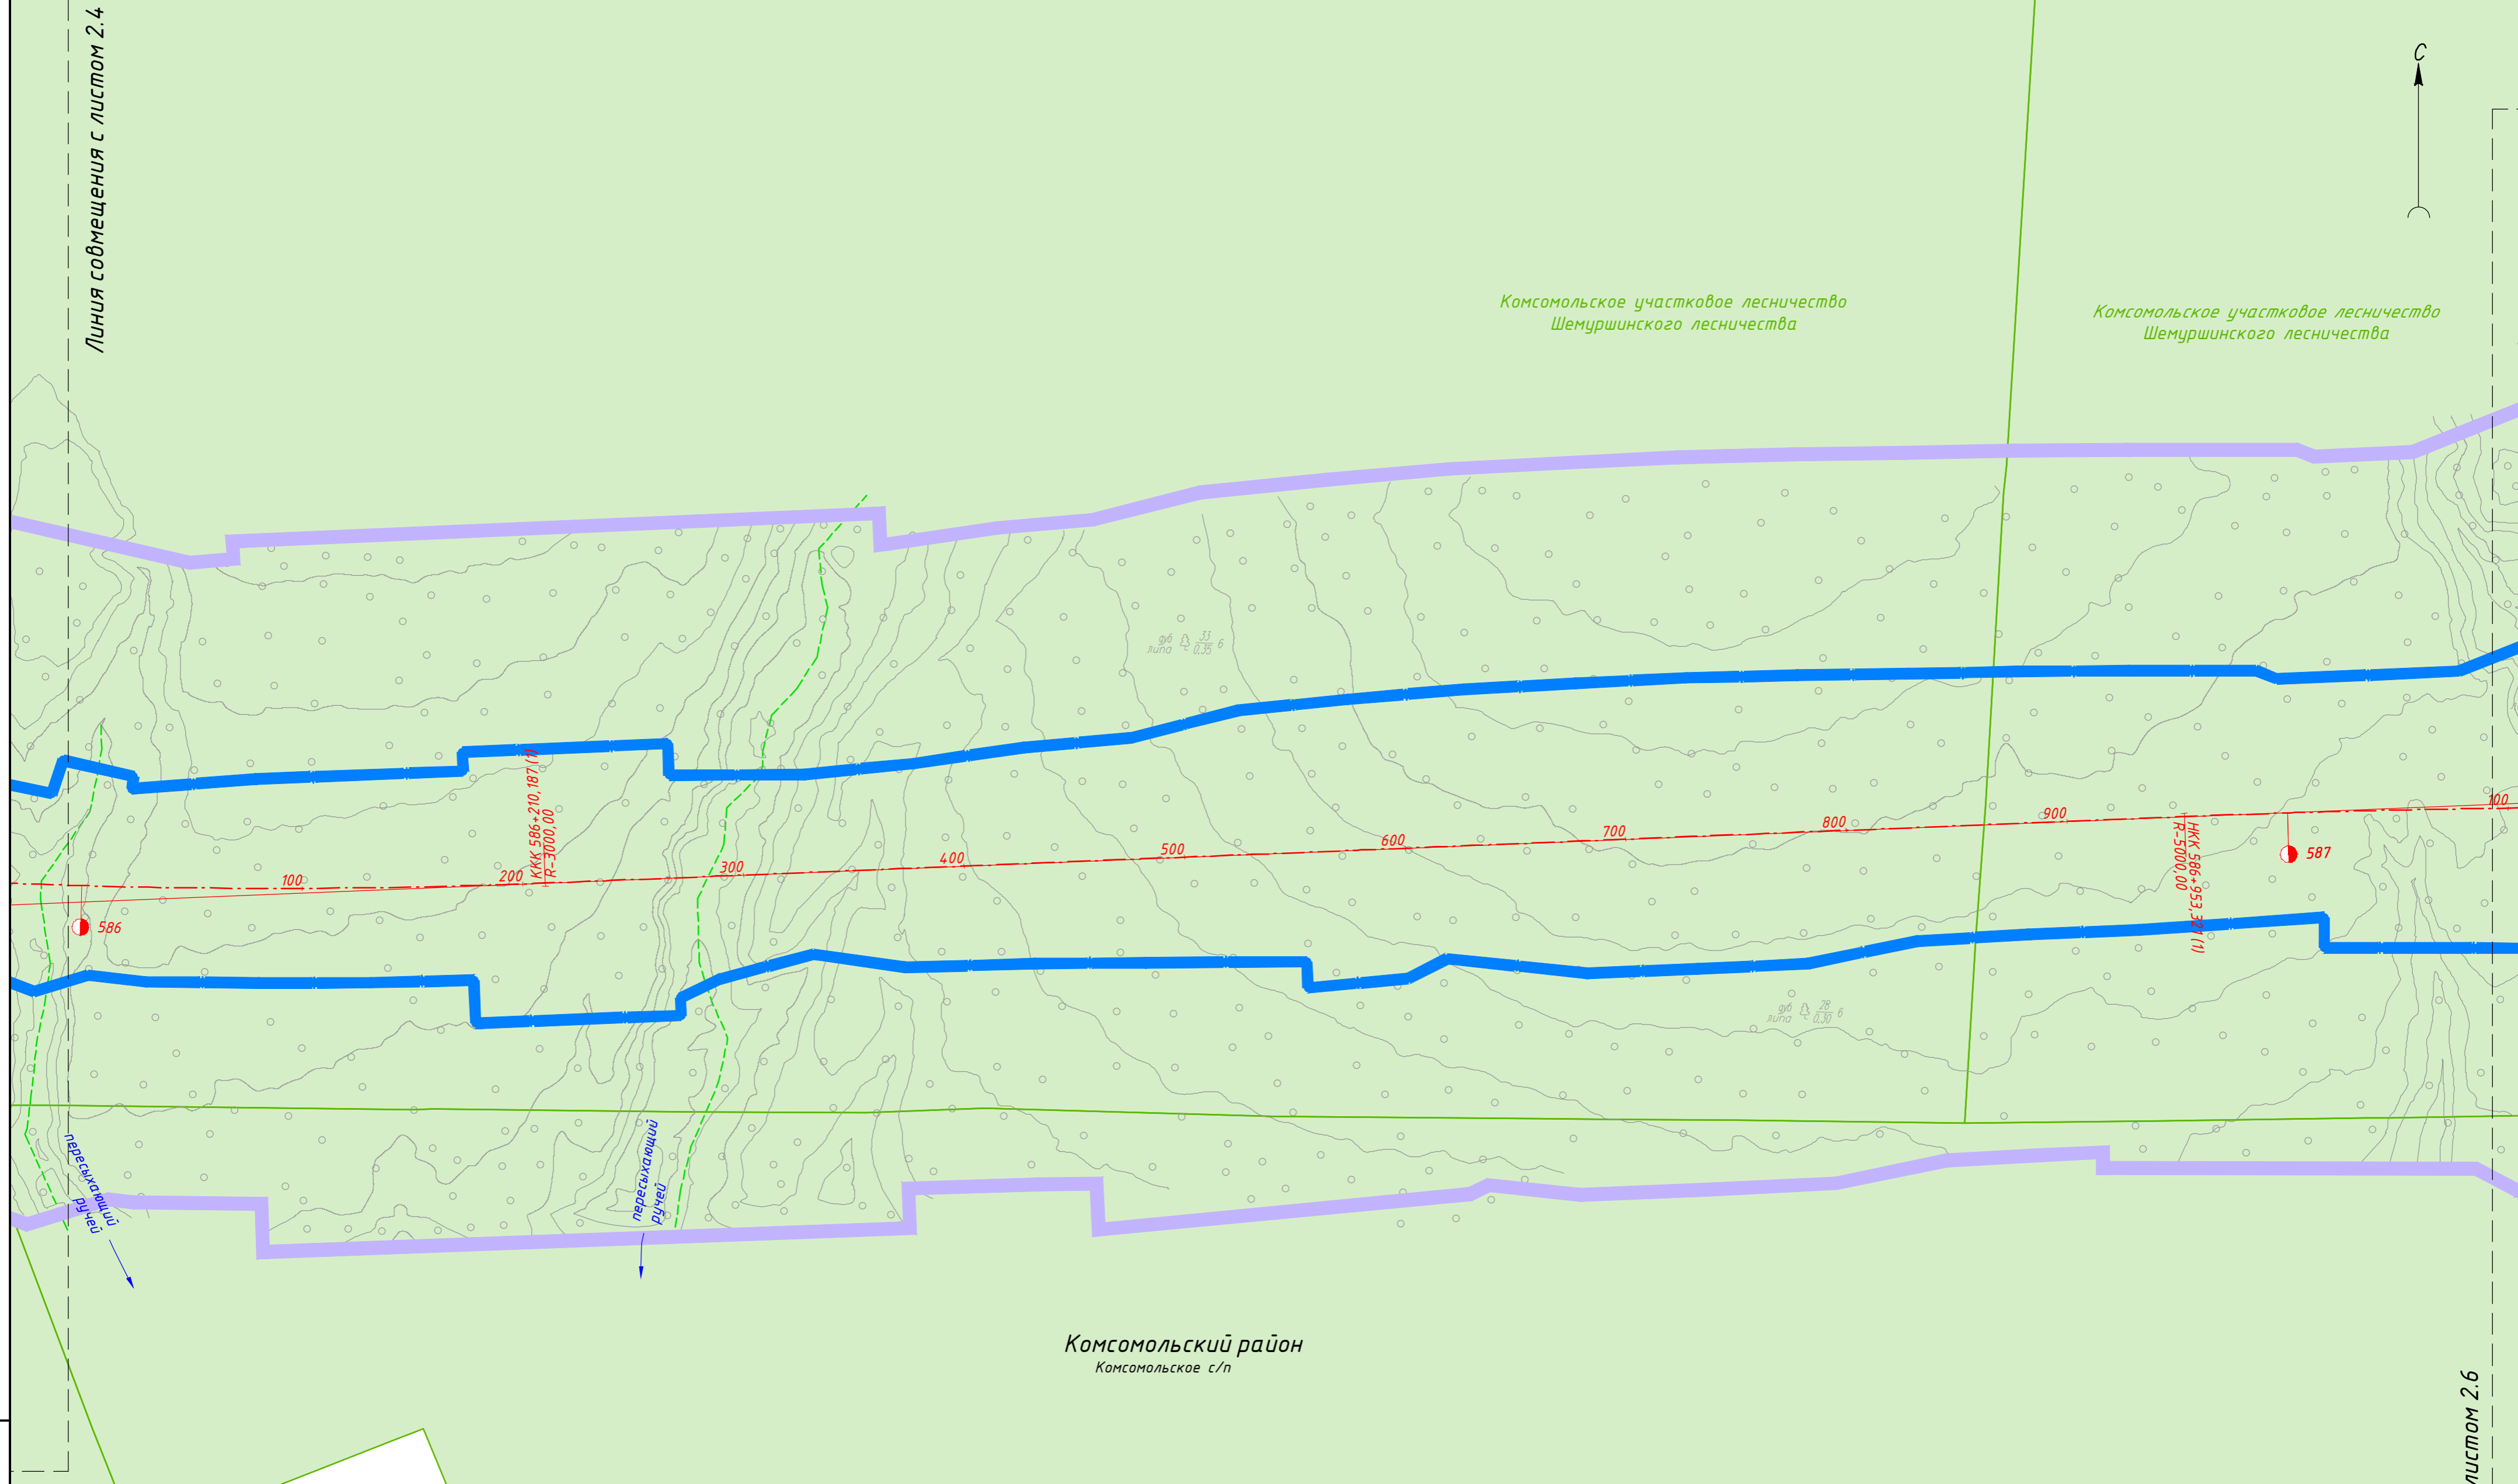 Линия совмещения с листом 2.4
С
Комсомольское участковое лесничество
Шемуршинского лесничества
Комсомольское участковое лесничество
Шемуршинского лесничества
дуб
липа
33
0,35
6
ККК 586+210,187 (1)
R-3000,00
100
200
300
400
500
600
700
800
900
100
586
587
НКК 586+953,321 (1)
R-5000,00
дуб
липа
28
0,30
6
пересыхающий
ручей
пересыхающий
ручей
Комсомольский район
Комсомольское с/п
листом 2.6